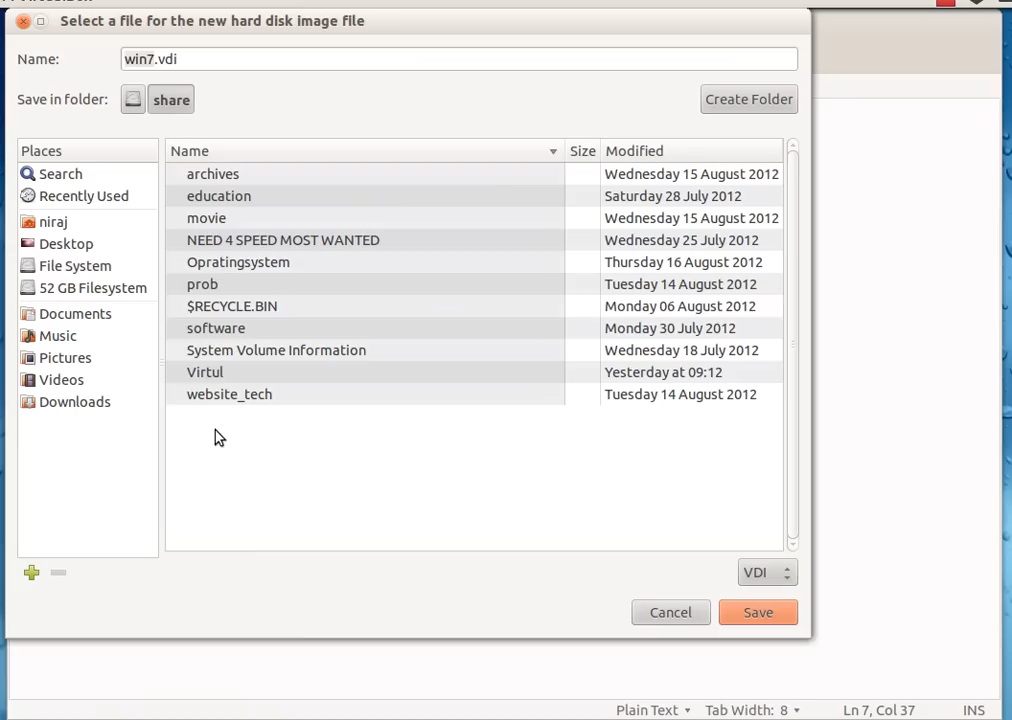 Select a file for the new hard disk image file
Name:
win7.vdi
Save in folder:
share
Create Folder
Places
Name
Size
Modified
Search
archives
Wednesday 15 August 2012
Recently Used
education
Saturday 28 July 2012
niraj
movie
Wednesday 15 August 2012
Desktop
NEED 4 SPEED MOST WANTED
Wednesday 25 July 2012
File System
Opratingsystem
Thursday 16 August 2012
52 GB Filesystem
prob
Tuesday 14 August 2012
Documents
$RECYCLE.BIN
Monday 06 August 2012
Music
software
Monday 30 July 2012
Pictures
System Volume Information
Wednesday 18 July 2012
Videos
Virtul
Yesterday at 09:12
Downloads
website_tech
Tuesday 14 August 2012
VDI
Cancel
Save
Plain Text
Tab Width: 8
Ln 7, Col 37
INS